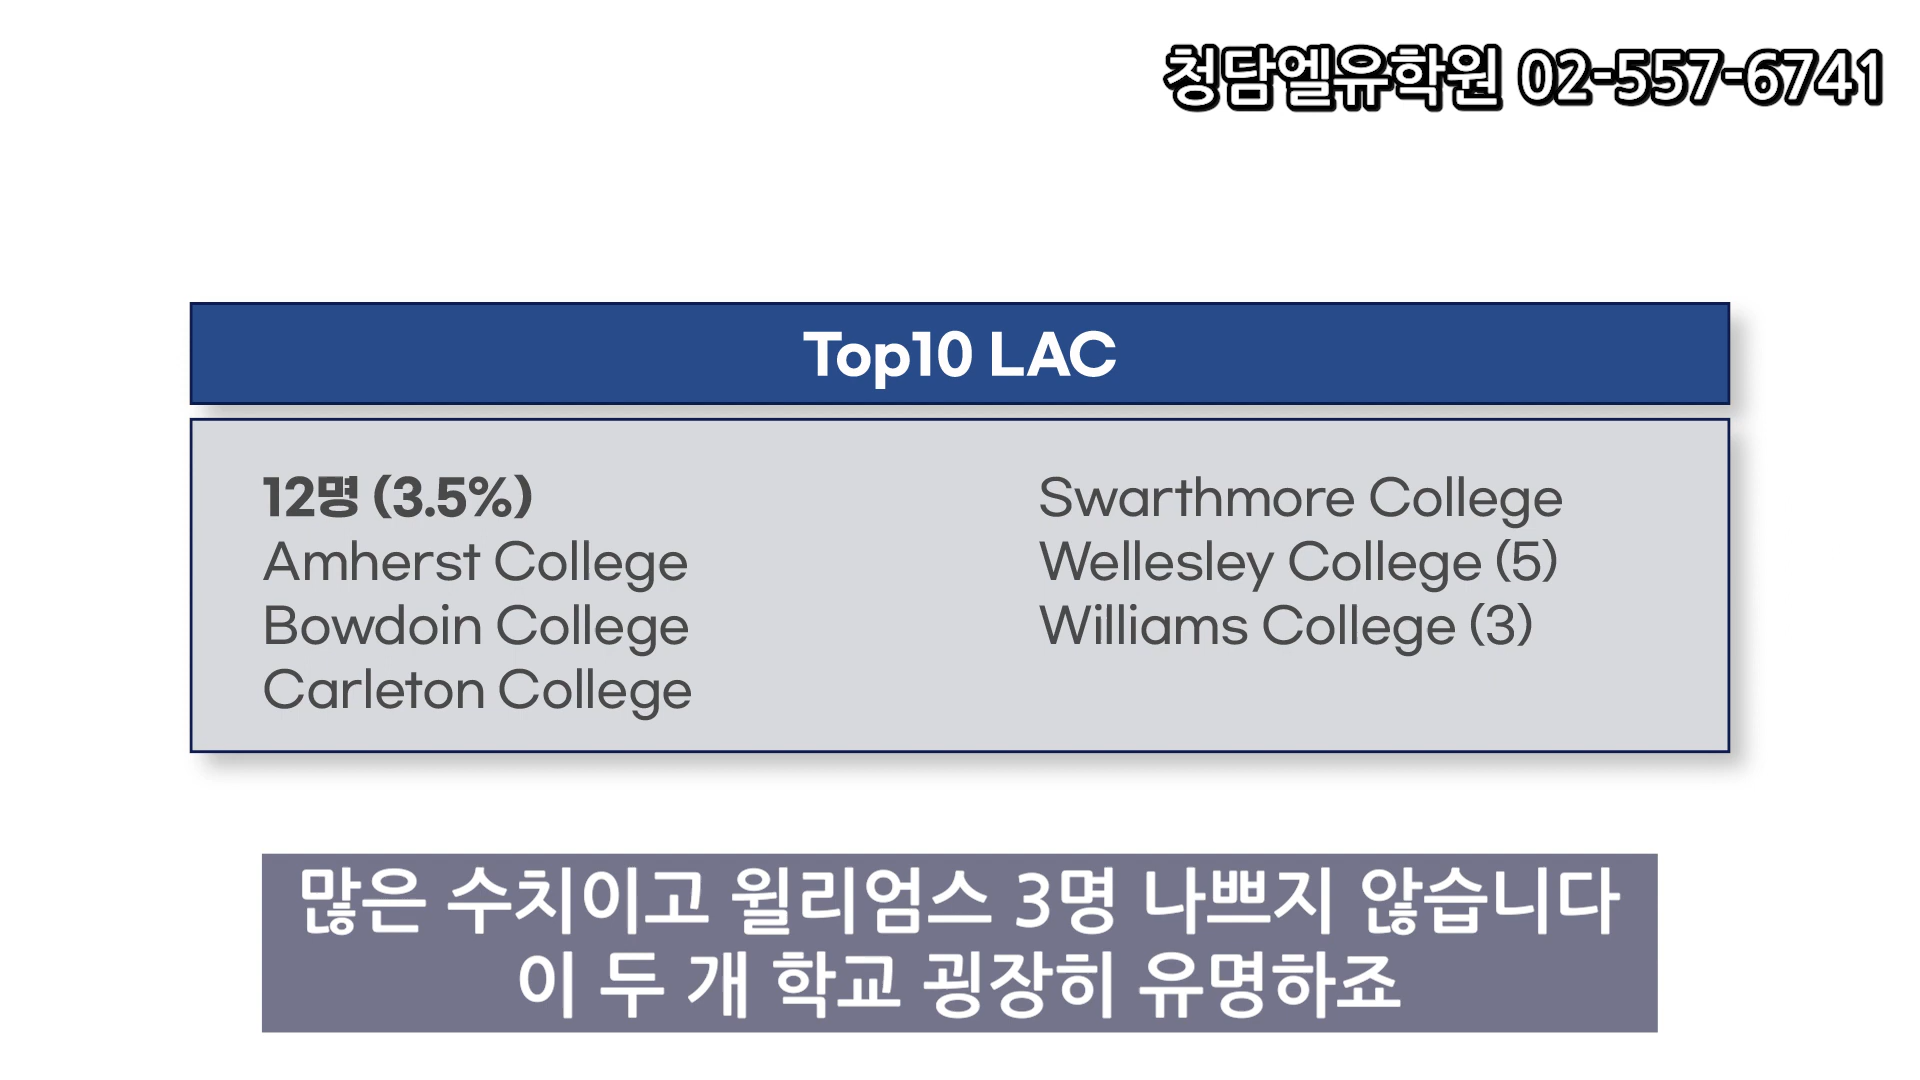 청담엘유학원 02-557-6741
Top10 LAC
12명 (3.5%)
Amherst College
Bowdoin College
Carleton College
Swarthmore College
Wellesley College (5)
Williams College (3)
많은 수치이고 윌리엄스 3명 나쁘지 않습니다
이 두 개 학교 굉장히 유명하죠